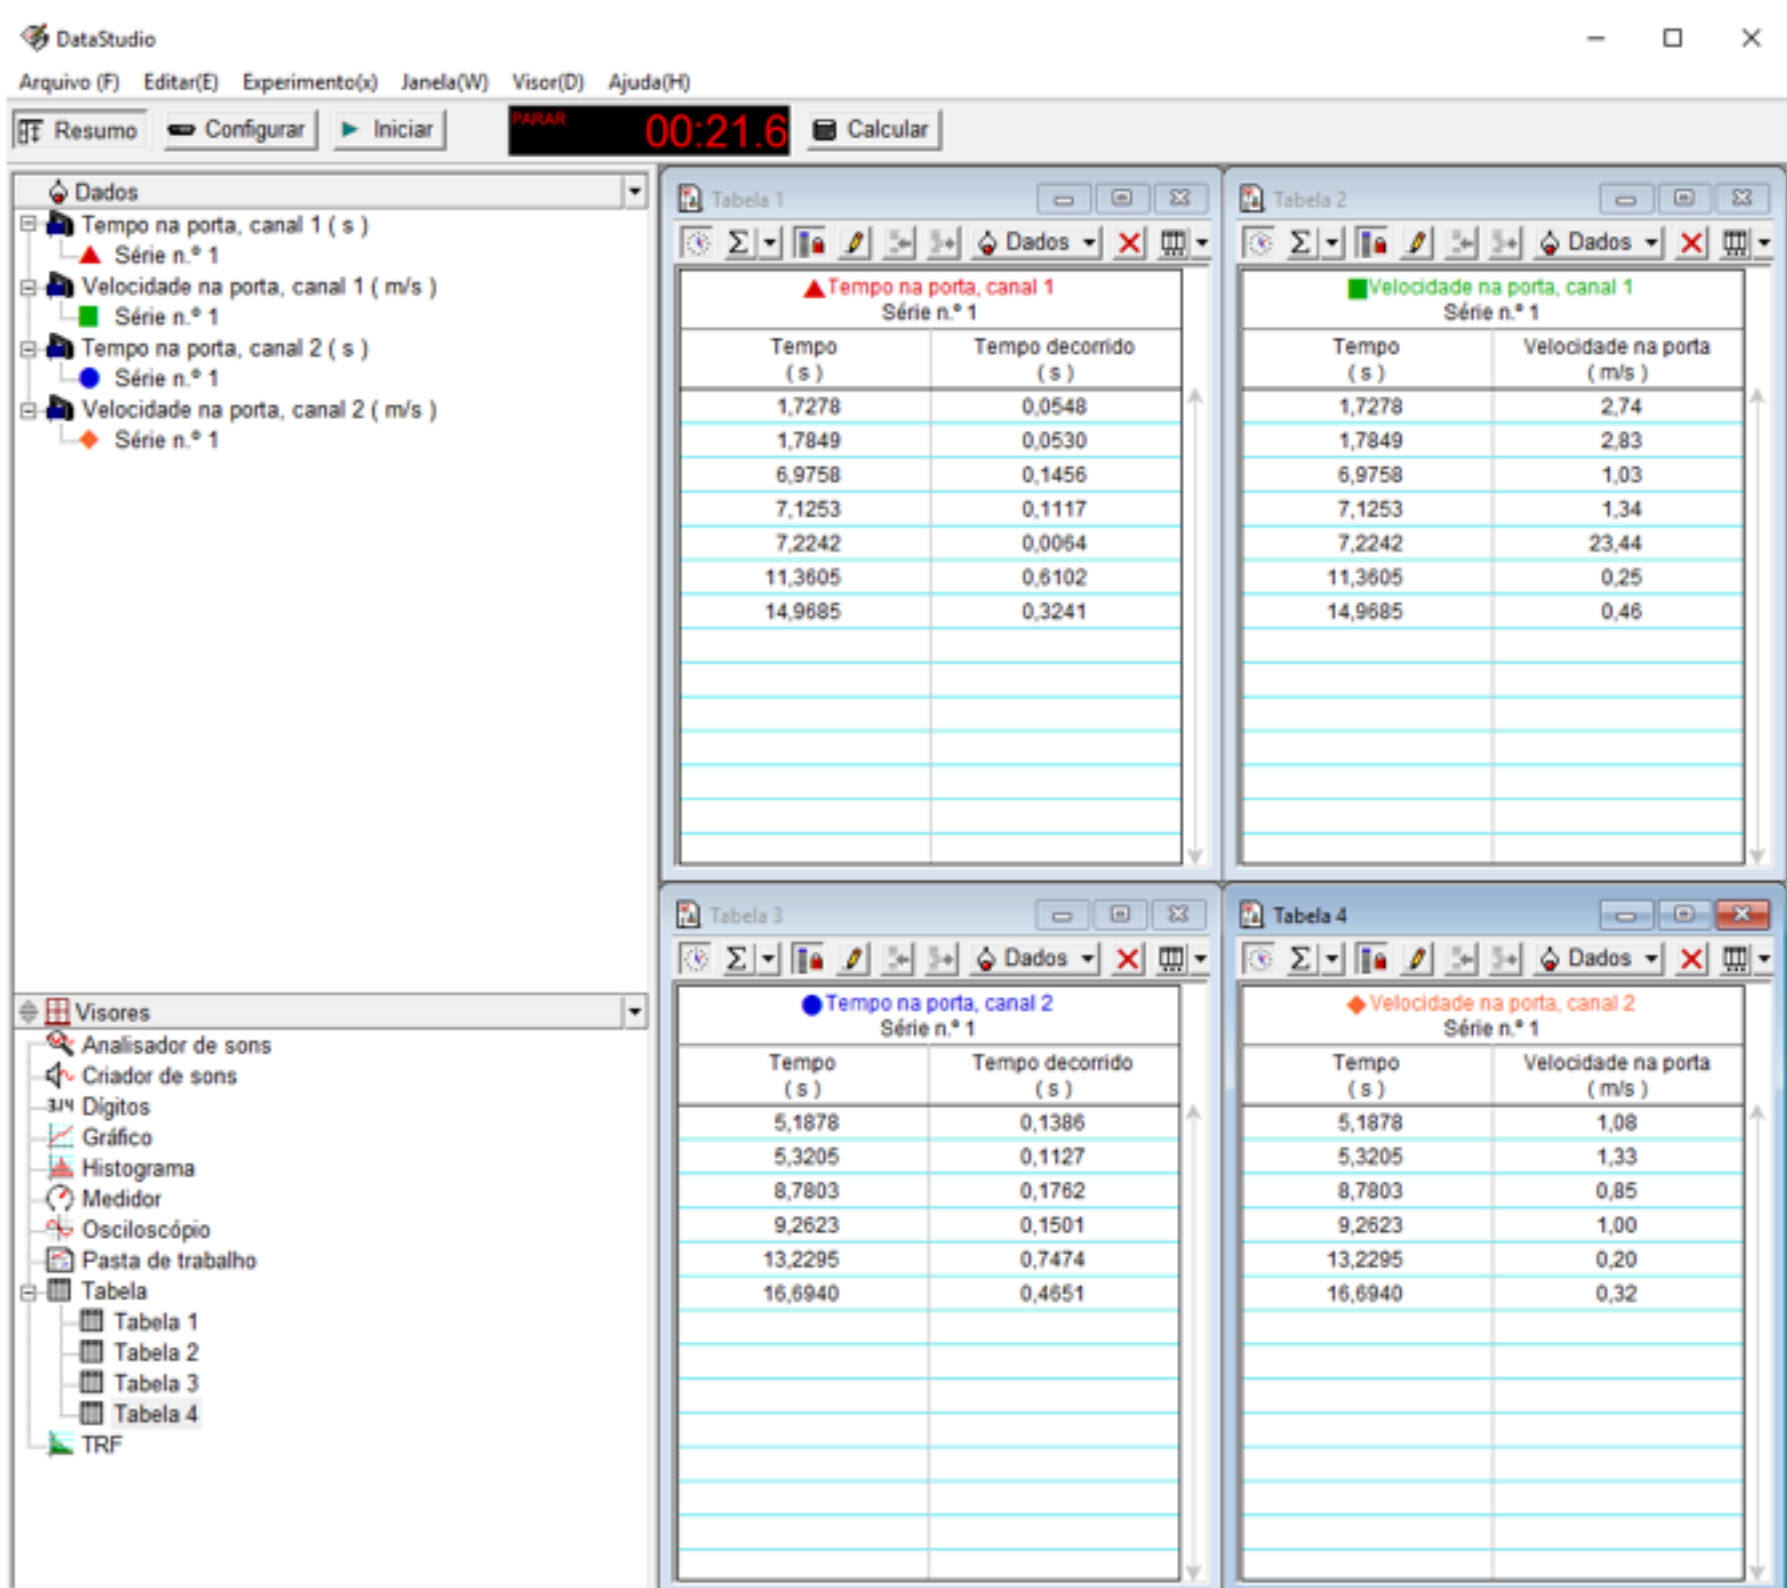 DataStudio
Arquivo (F) Editar(E) Experimento(x) Janela(W) Visor(D) Ajuda(H)
Resumo Configurar Iniciar PARAR 00:21.6 Calcular
Dados
Tempo na porta, canal 1 ( s )
Série n.º 1
Velocidade na porta, canal 1 ( m/s )
Série n.º 1
Tempo na porta, canal 2 ( s )
Série n.º 1
Velocidade na porta, canal 2 ( m/s )
Série n.º 1
Visores
Analisador de sons
Criador de sons
3.14 Dígitos
Gráfico
Histograma
Medidor
Osciloscópio
Pasta de trabalho
Tabela
Tabela 1
Tabela 2
Tabela 3
Tabela 4
TRF
Tabela 1
Σ Dados
Tempo na porta, canal 1
Série n.º 1
Tempo Tempo decorrido
( s ) ( s )
1,7278 0,0548
1,7849 0,0530
6,9758 0,1456
7,1253 0,1117
7,2242 0,0064
11,3605 0,6102
14,9685 0,3241
Tabela 2
Σ Dados
Velocidade na porta, canal 1
Série n.º 1
Tempo Velocidade na porta
( s ) ( m/s )
1,7278 2,74
1,7849 2,83
6,9758 1,03
7,1253 1,34
7,2242 23,44
11,3605 0,25
14,9685 0,46
Tabela 3
Σ Dados
Tempo na porta, canal 2
Série n.º 1
Tempo Tempo decorrido
( s ) ( s )
5,1878 0,1386
5,3205 0,1127
8,7803 0,1762
9,2623 0,1501
13,2295 0,7474
16,6940 0,4651
Tabela 4
Σ Dados
Velocidade na porta, canal 2
Série n.º 1
Tempo Velocidade na porta
( s ) ( m/s )
5,1878 1,08
5,3205 1,33
8,7803 0,85
9,2623 1,00
13,2295 0,20
16,6940 0,32